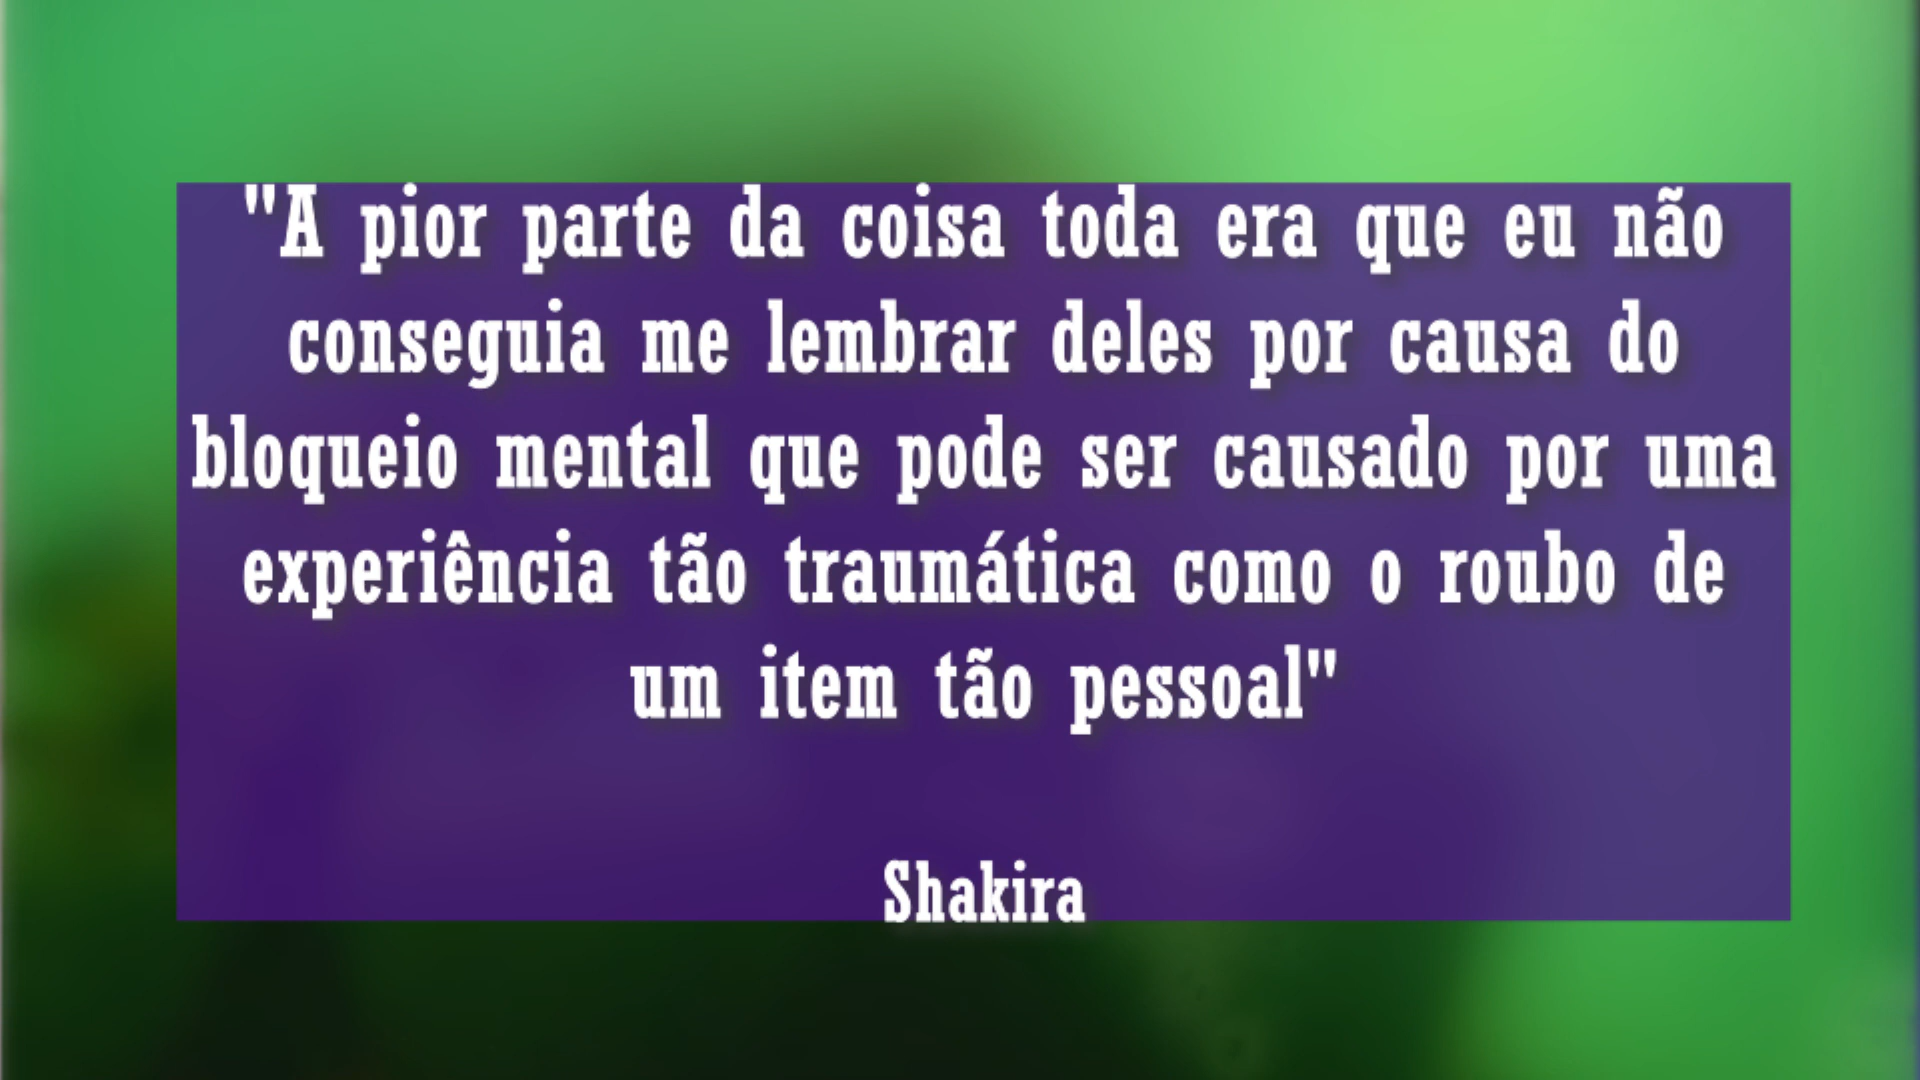 "A pior parte da coisa toda era que eu não
conseguia me lembrar deles por causa do
bloqueio mental que pode ser causado por uma
experiência tão traumática como o roubo de
um item tão pessoal"
Shakira